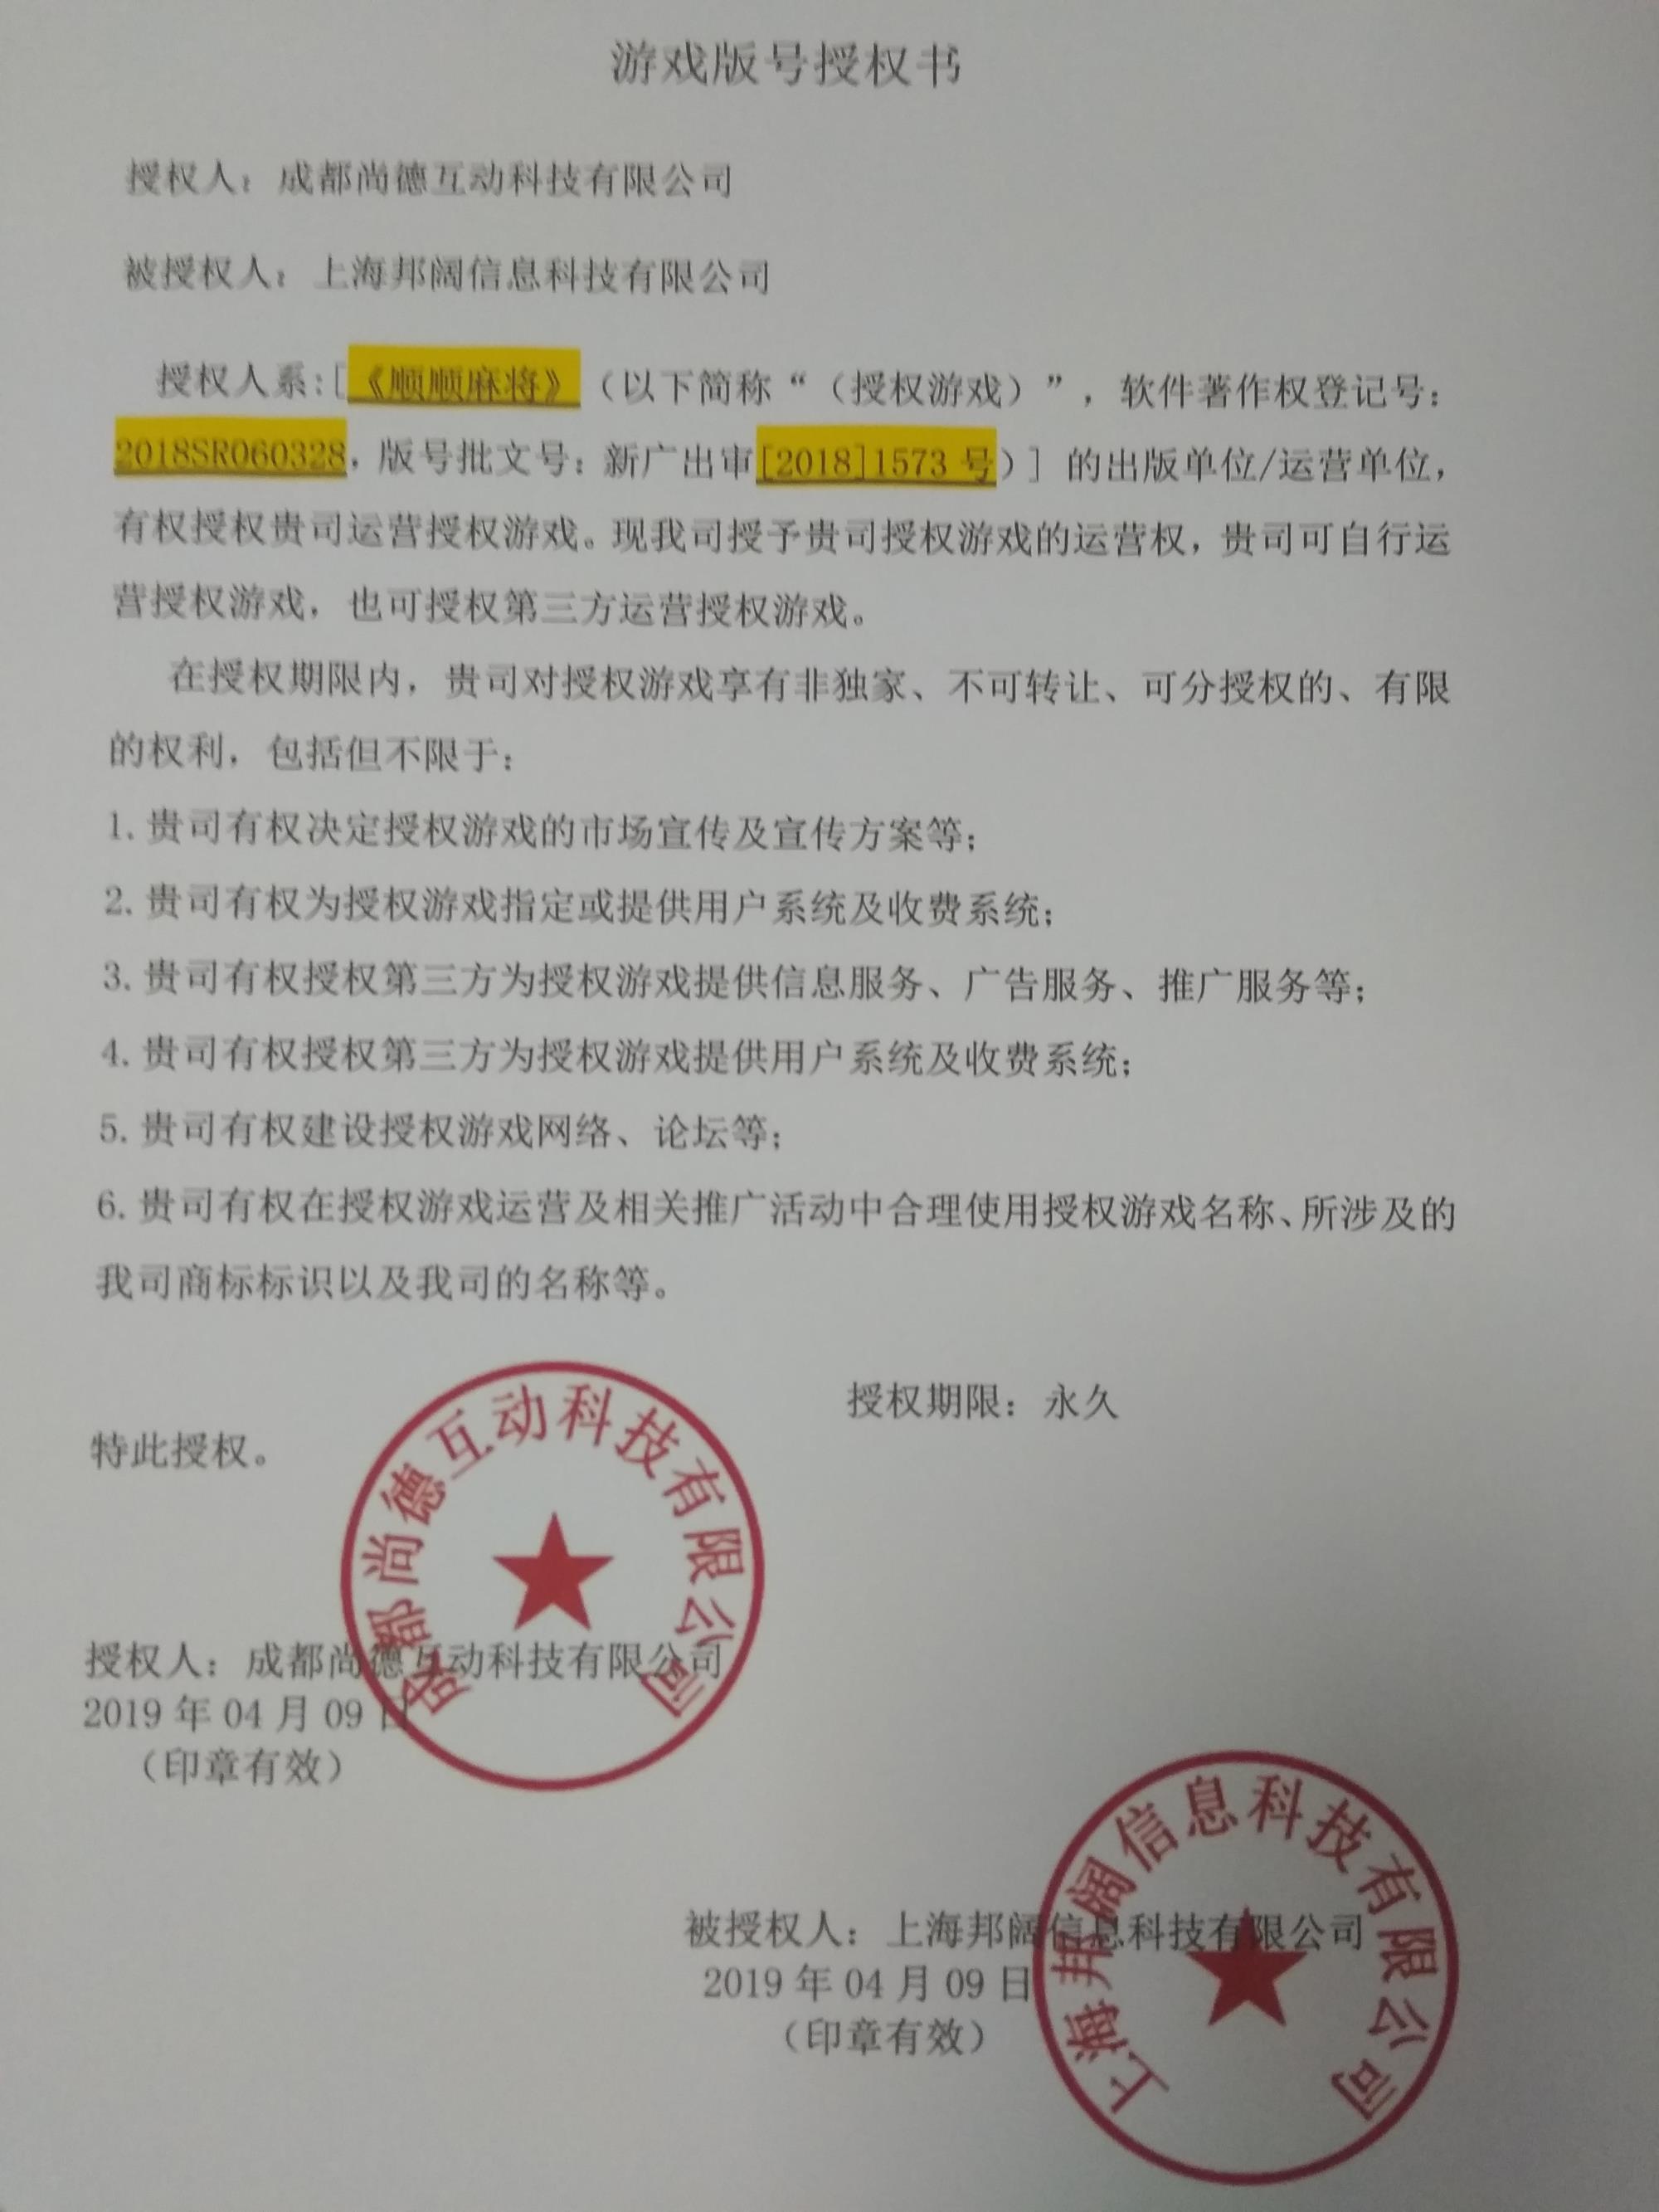 游戏版号授权书
授权人：成都尚德互动科技有限公司
被授权人：上海邦阔信息科技有限公司
授权人系:[《顺顺麻将》（以下简称“（授权游戏）”，软件著作权登记号：
2018SR060328，版号批文号：新广出审[2018]1573 号)] 的出版单位/运营单位，
有权授权贵司运营授权游戏。现我司授予贵司授权游戏的运营权，贵司可自行运
营授权游戏，也可授权第三方运营授权游戏。
在授权期限内，贵司对授权游戏享有非独家、不可转让、可分授权的、有限
的权利，包括但不限于：
1. 贵司有权决定授权游戏的市场宣传及宣传方案等；
2. 贵司有权为授权游戏指定或提供用户系统及收费系统；
3. 贵司有权授权第三方为授权游戏提供信息服务、广告服务、推广服务等；
4. 贵司有权授权第三方为授权游戏提供用户系统及收费系统；
5. 贵司有权建设授权游戏网络、论坛等；
6. 贵司有权在授权游戏运营及相关推广活动中合理使用授权游戏名称、所涉及的
我司商标标识以及我司的名称等。
授权期限：永久
特此授权。
成都尚德互动科技有限公司
授权人：成都尚德互动科技有限公司
2019 年 04 月 09 日
（印章有效）
上海邦阔信息科技有限公司
被授权人：上海邦阔信息科技有限公司
2019 年 04 月 09 日
（印章有效）